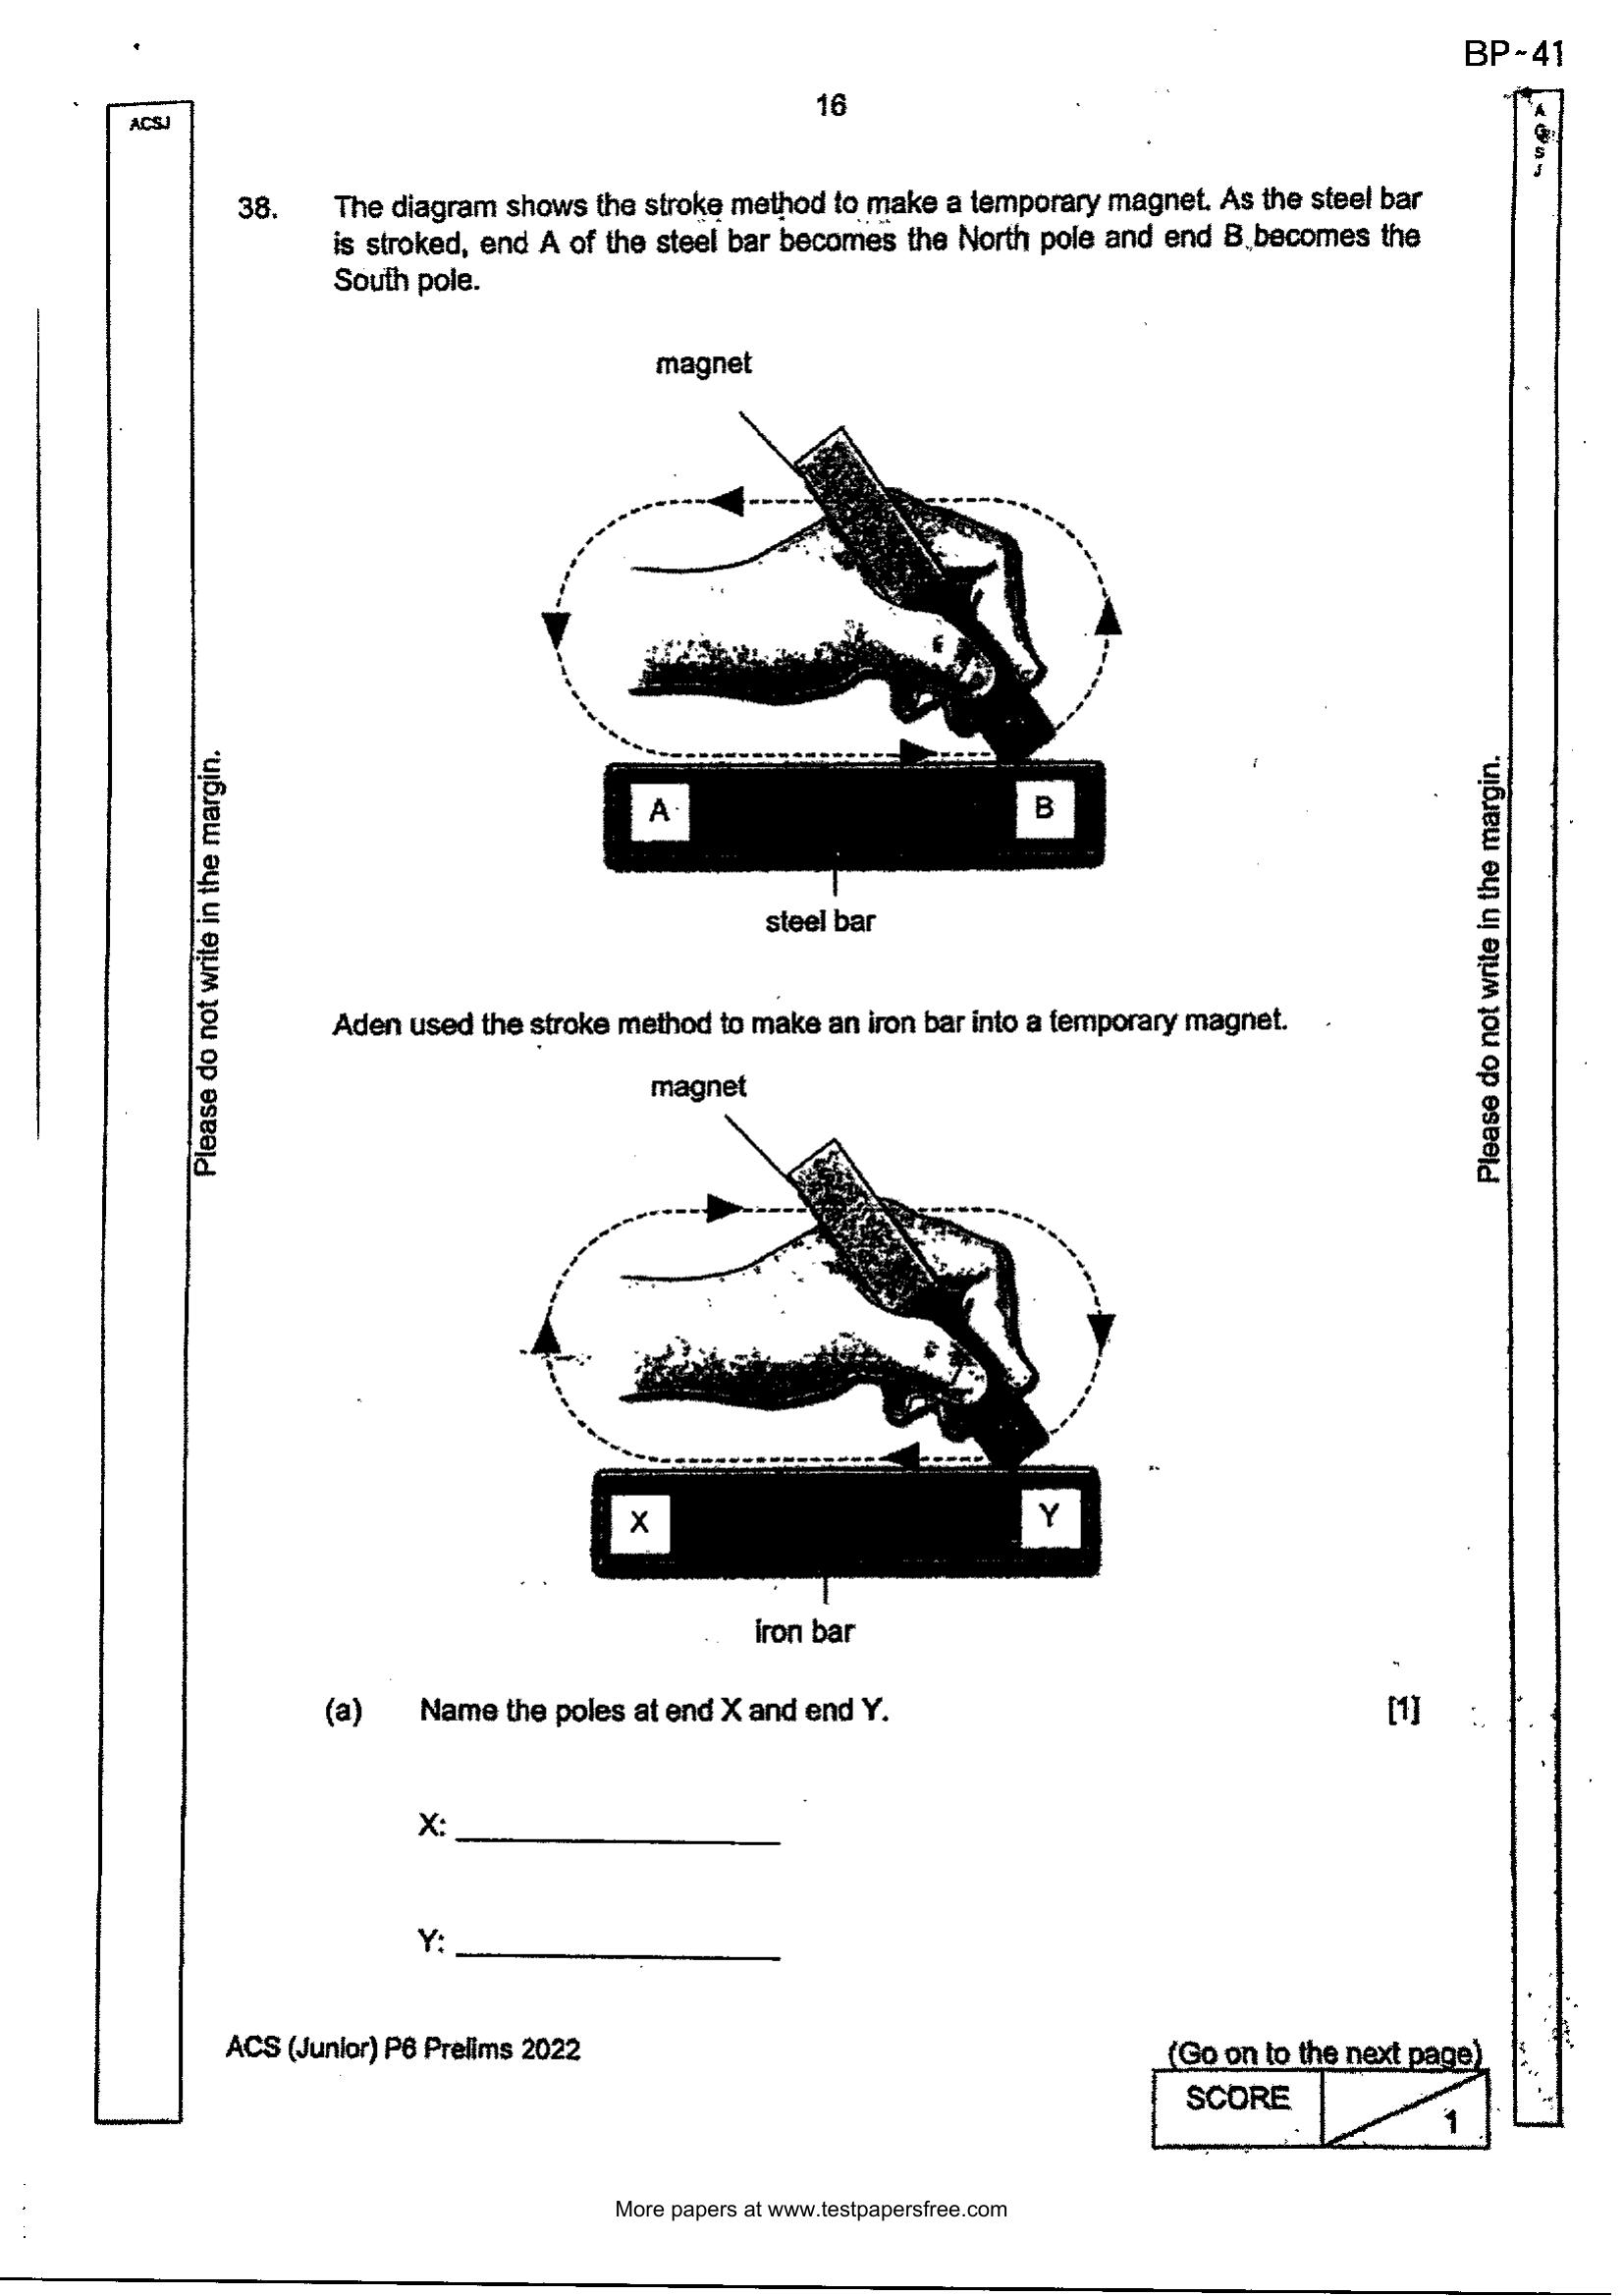 BP~41
16
ACSJ
A
S
J
38. The diagram shows the stroke method to make a temporary magnet. As the steel bar
is stroked, end A of the steel bar becomes the North pole and end B becomes the
South pole.
magnet
A
B
steel bar
Please do not write in the margin.
Please do not write in the margin.
Aden used the stroke method to make an iron bar into a temporary magnet.
magnet
X
Y
iron bar
(a) Name the poles at end X and end Y. [1]
X:
Y:
ACS (Junior) P6 Prelims 2022
(Go on to the next page)
SCORE
1
More papers at www.testpapersfree.com